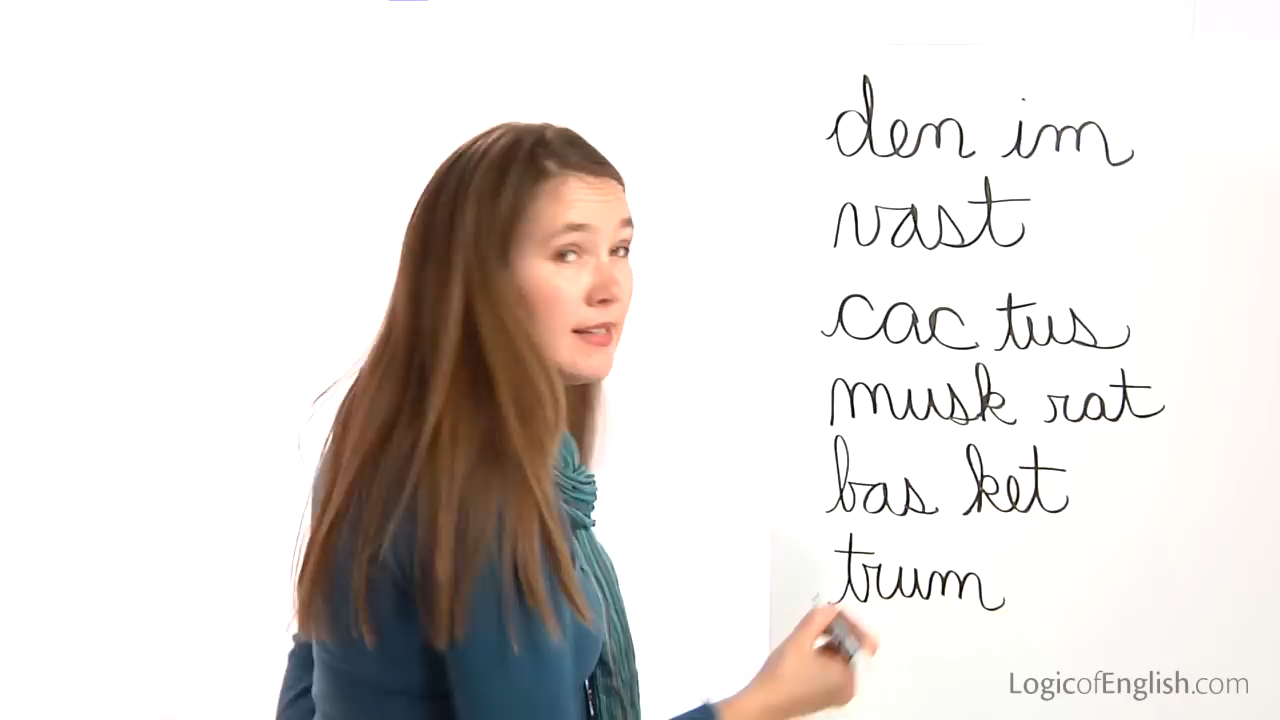 den im
vast
cac tus
musk rat
bas ket
trum
LogicofEnglish.com